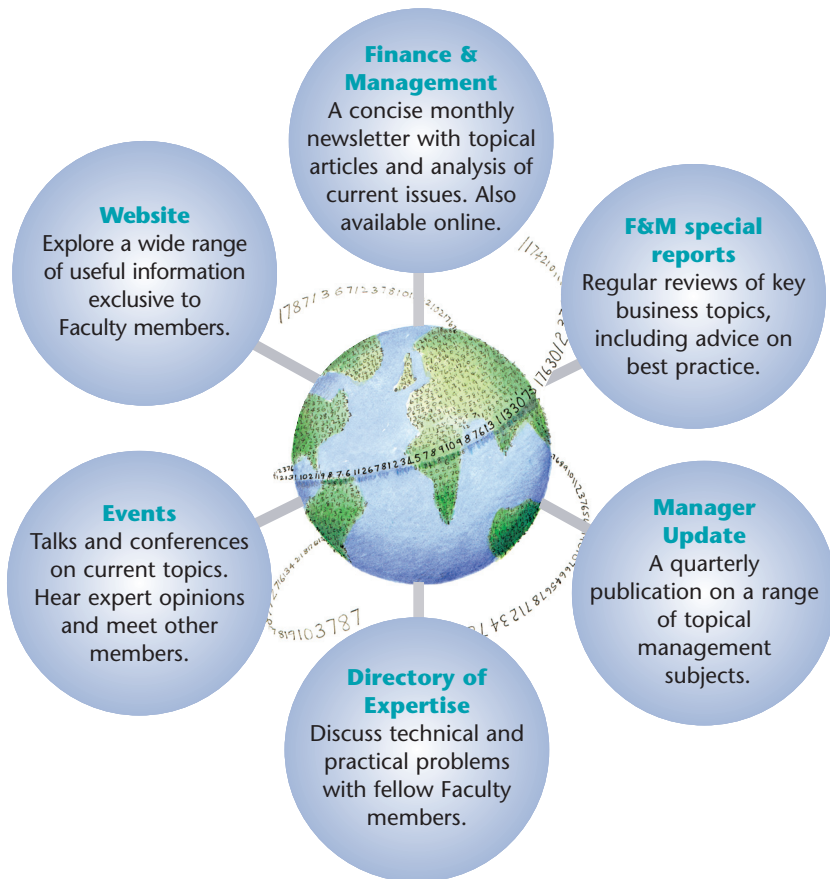 Finance &
Management
A concise monthly
newsletter with topical
articles and analysis of
current issues. Also
available online.
Website
Explore a wide range
of useful information
exclusive to
Faculty members.
F&M special
reports
Regular reviews of key
business topics,
including advice on
best practice.
Events
Talks and conferences
on current topics.
Hear expert opinions
and meet other
members.
Manager
Update
A quarterly
publication on a range
of topical
management
subjects.
Directory of
Expertise
Discuss technical and
practical problems
with fellow Faculty
members.